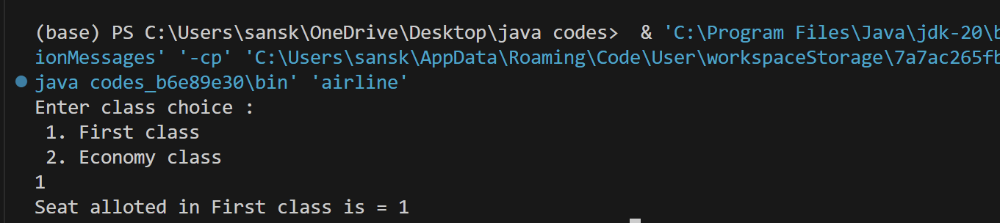 (base) PS C:\Users\sansk\OneDrive\Desktop\java codes>  & 'C:\Program Files\Java\jdk-20\b
ionMessages' '-cp' 'C:\Users\sansk\AppData\Roaming\Code\User\workspaceStorage\7a7ac265fb
java codes_b6e89e30\bin' 'airline'
Enter class choice :
 1. First class
 2. Economy class
1
Seat alloted in First class is = 1